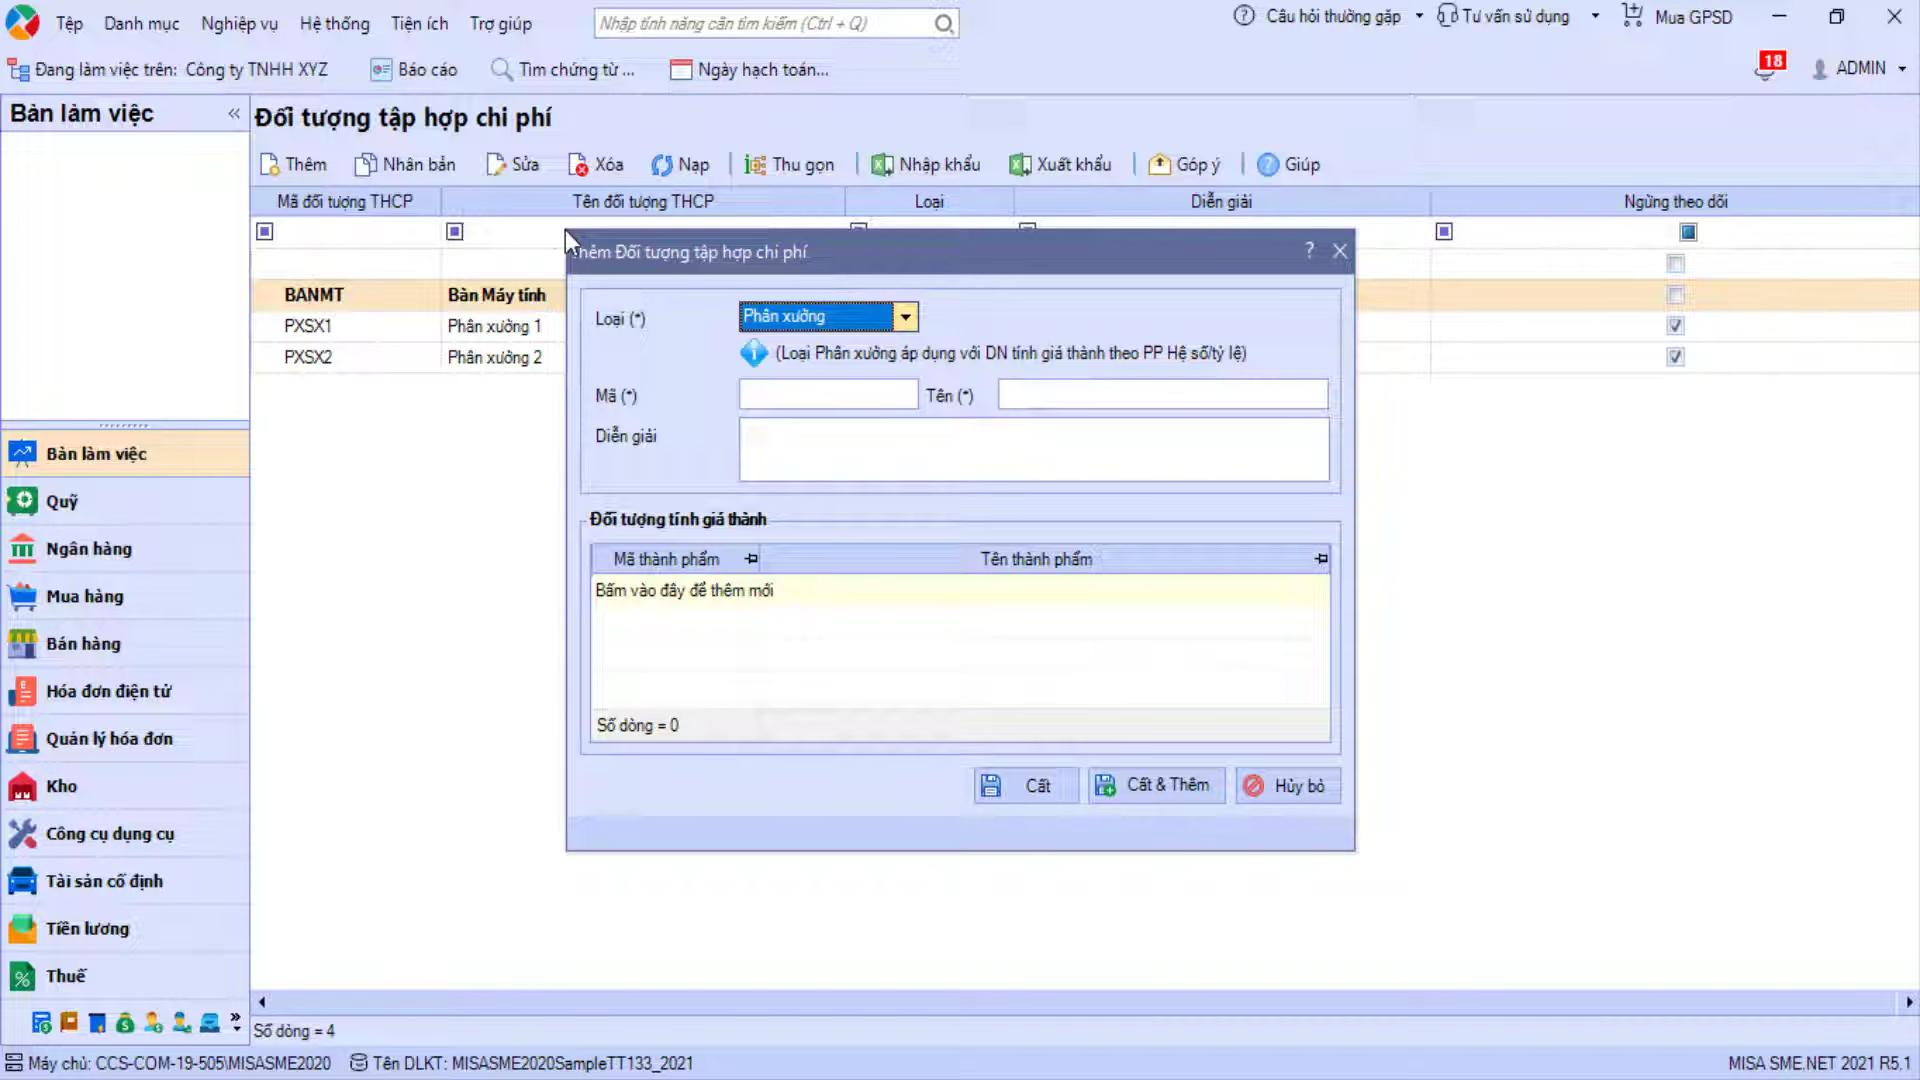 Tệp Danh mục Nghiệp vụ Hệ thống Tiện ích Trợ giúp Nhập tính năng cần tìm kiếm (Ctrl + Q) Câu hỏi thường gặp Tư vấn sử dụng Mua GPSD
Đang làm việc trên: Công ty TNHH XYZ Báo cáo Tìm chứng từ ... Ngày hạch toán... 18 ADMIN
Bàn làm việc «
Đối tượng tập hợp chi phí
Thêm Nhân bản Sửa Xóa Nạp Thu gọn Nhập khẩu Xuất khẩu Góp ý Giúp
Mã đối tượng THCP Tên đối tượng THCP Loại Diễn giải Ngừng theo dõi
BANMT Bàn Máy tính
PXSX1 Phân xưởng 1
PXSX2 Phân xưởng 2
Thêm Đối tượng tập hợp chi phí ?
Loại (*) Phân xưởng
(Loại Phân xưởng áp dụng với DN tính giá thành theo PP Hệ số/tỷ lệ)
Mã (*) Tên (*)
Diễn giải
Đối tượng tính giá thành
Mã thành phẩm Tên thành phẩm
Bấm vào đây để thêm mới
Số dòng = 0
Cất Cất & Thêm Hủy bỏ
Bàn làm việc
Quỹ
Ngân hàng
Mua hàng
Bán hàng
Hóa đơn điện tử
Quản lý hóa đơn
Kho
Công cụ dụng cụ
Tài sản cố định
Tiền lương
Thuế
Số dòng = 4
Máy chủ: CCS-COM-19-505\MISASME2020 Tên DLKT: MISASME2020SampleTT133_2021 MISA SME.NET 2021 R5.1